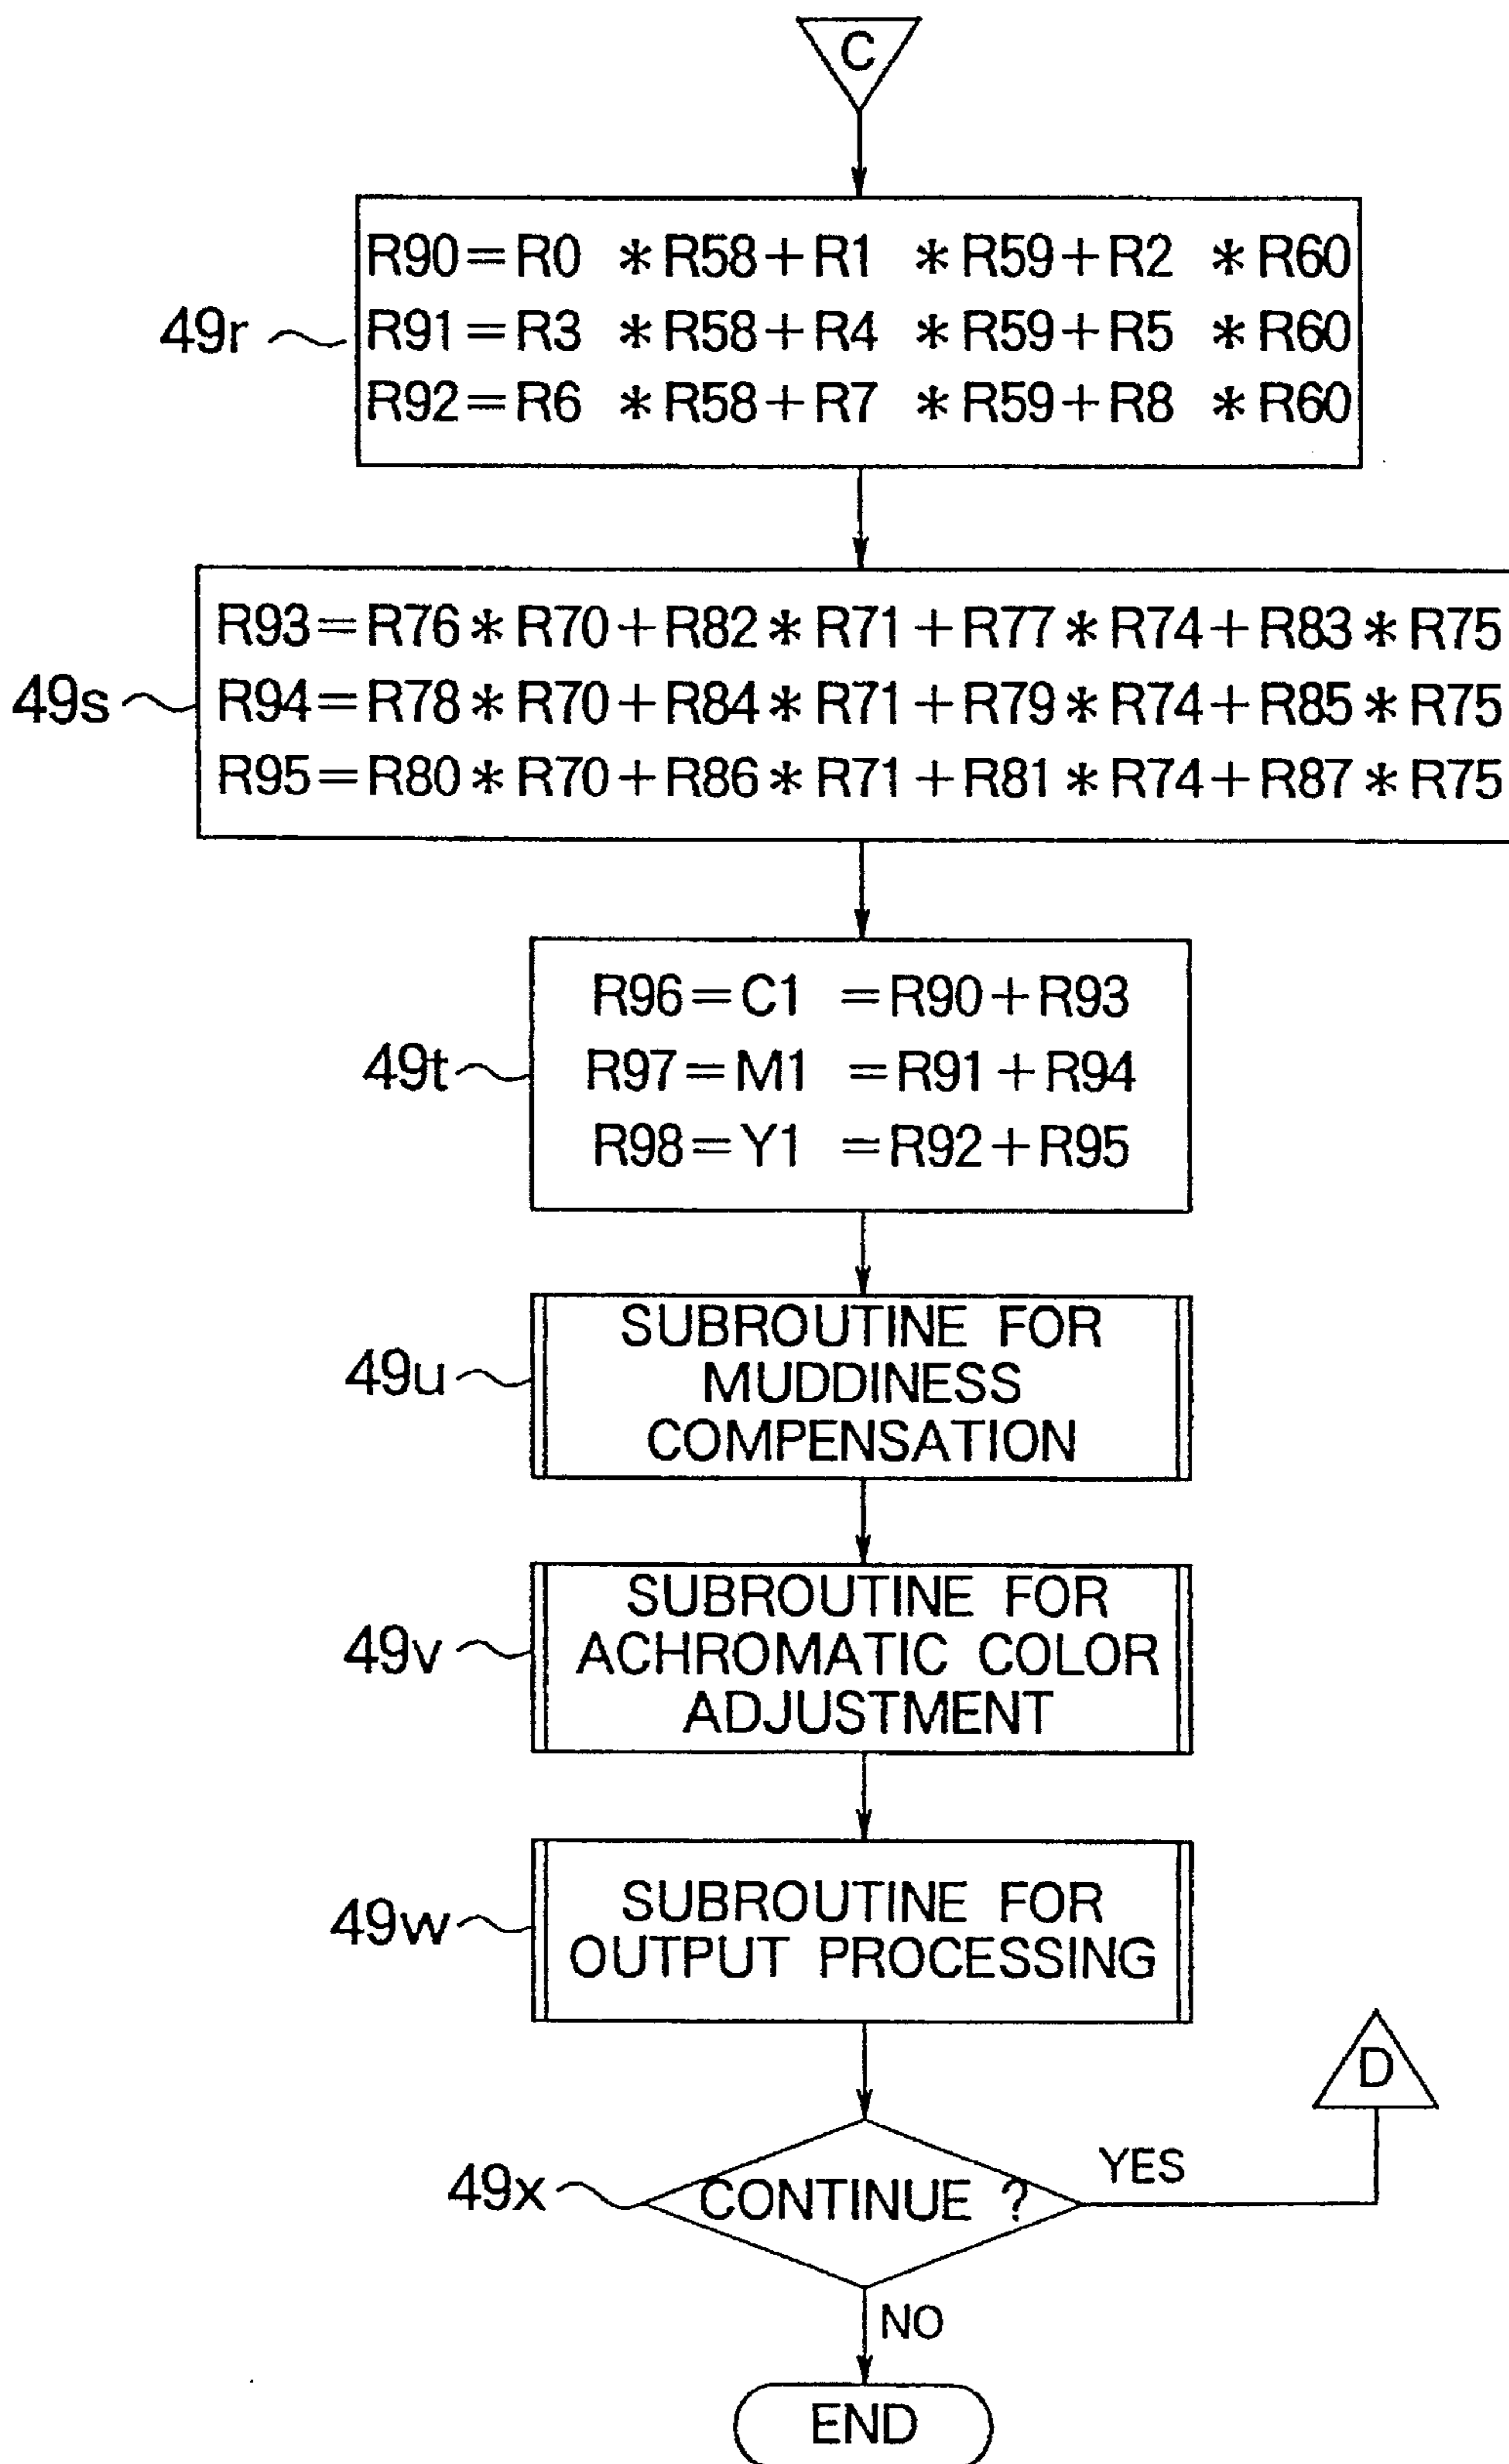 C
R90=R0 *R58+R1 *R59+R2 *R60
49r
R91=R3 *R58+R4 *R59+R5 *R60
R92=R6 *R58+R7 *R59+R8 *R60
R93=R76*R70+R82*R71+R77*R74+R83*R75
49s
R94=R78*R70+R84*R71+R79*R74+R85*R75
R95=R80*R70+R86*R71+R81*R74+R87*R75
R96=C1 =R90+R93
49t
R97=M1 =R91+R94
R98=Y1 =R92+R95
49u
SUBROUTINE FOR
MUDDINESS
COMPENSATION
49v
SUBROUTINE FOR
ACHROMATIC COLOR
ADJUSTMENT
49w
SUBROUTINE FOR
OUTPUT PROCESSING
D
49x
CONTINUE ?
YES
NO
END